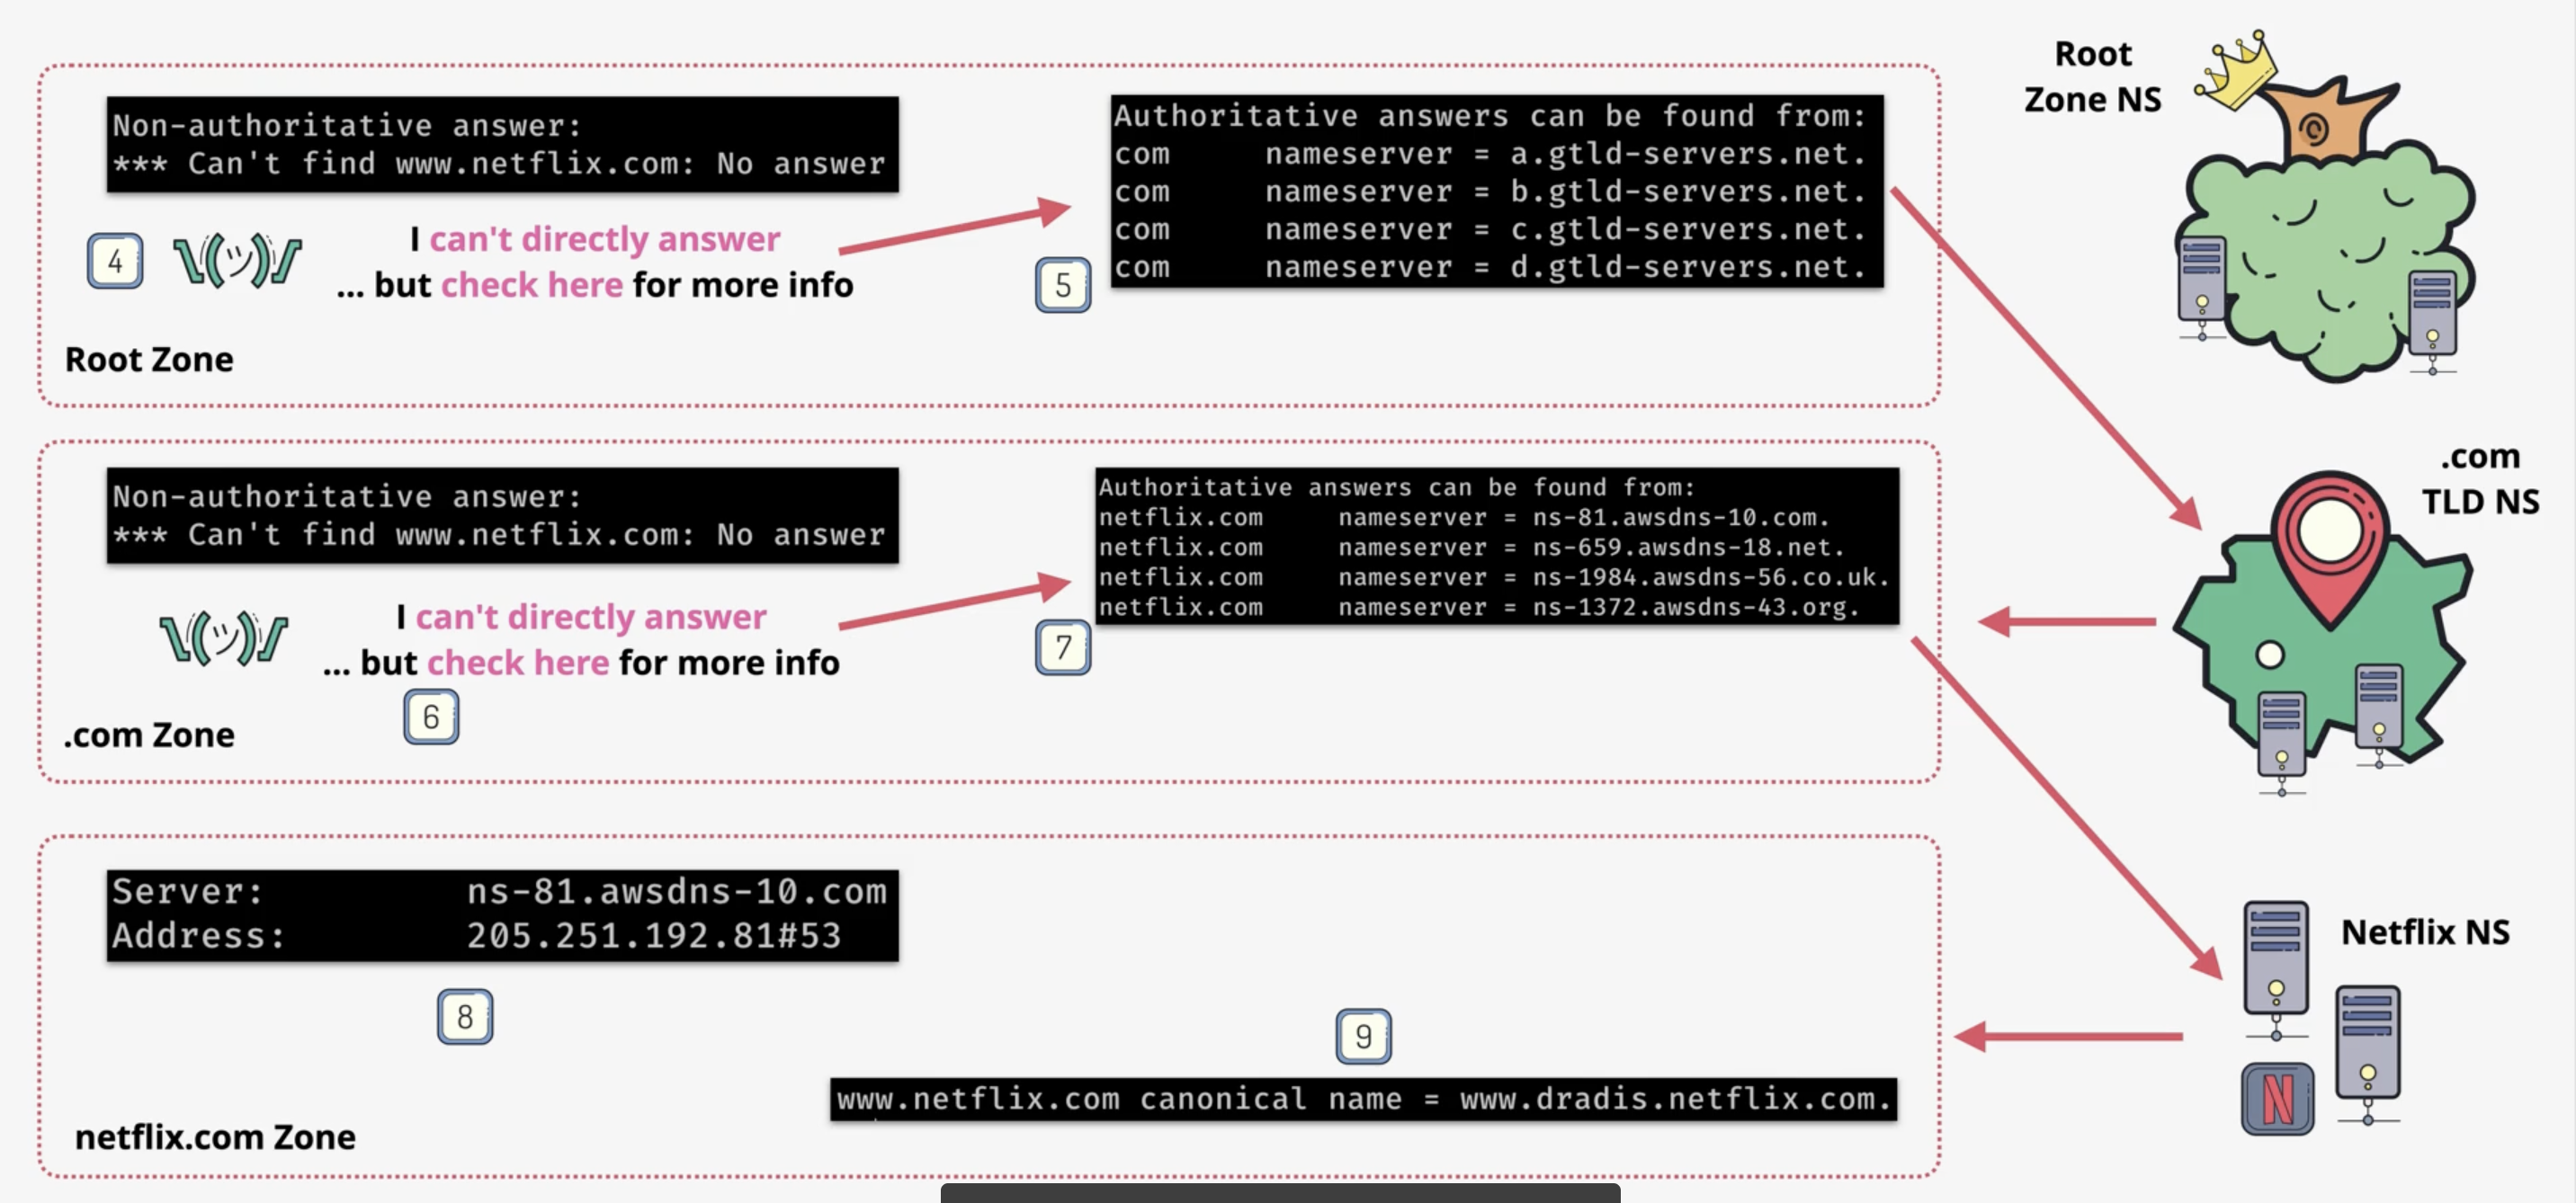 Root
Zone NS
Non-authoritative answer:
*** Can't find www.netflix.com: No answer
Authoritative answers can be found from:
com nameserver = a.gtld-servers.net.
com nameserver = b.gtld-servers.net.
com nameserver = c.gtld-servers.net.
com nameserver = d.gtld-servers.net.
4
¯\(ツ)/¯
I can't directly answer
... but check here for more info
5
Root Zone
.com
TLD NS
Non-authoritative answer:
*** Can't find www.netflix.com: No answer
Authoritative answers can be found from:
netflix.com nameserver = ns-81.awsdns-10.com.
netflix.com nameserver = ns-659.awsdns-18.net.
netflix.com nameserver = ns-1984.awsdns-56.co.uk.
netflix.com nameserver = ns-1372.awsdns-43.org.
¯\(ツ)/¯
I can't directly answer
... but check here for more info
6
7
.com Zone
Server: ns-81.awsdns-10.com
Address: 205.251.192.81#53
8
Netflix NS
9
www.netflix.com canonical name = www.dradis.netflix.com.
N
netflix.com Zone